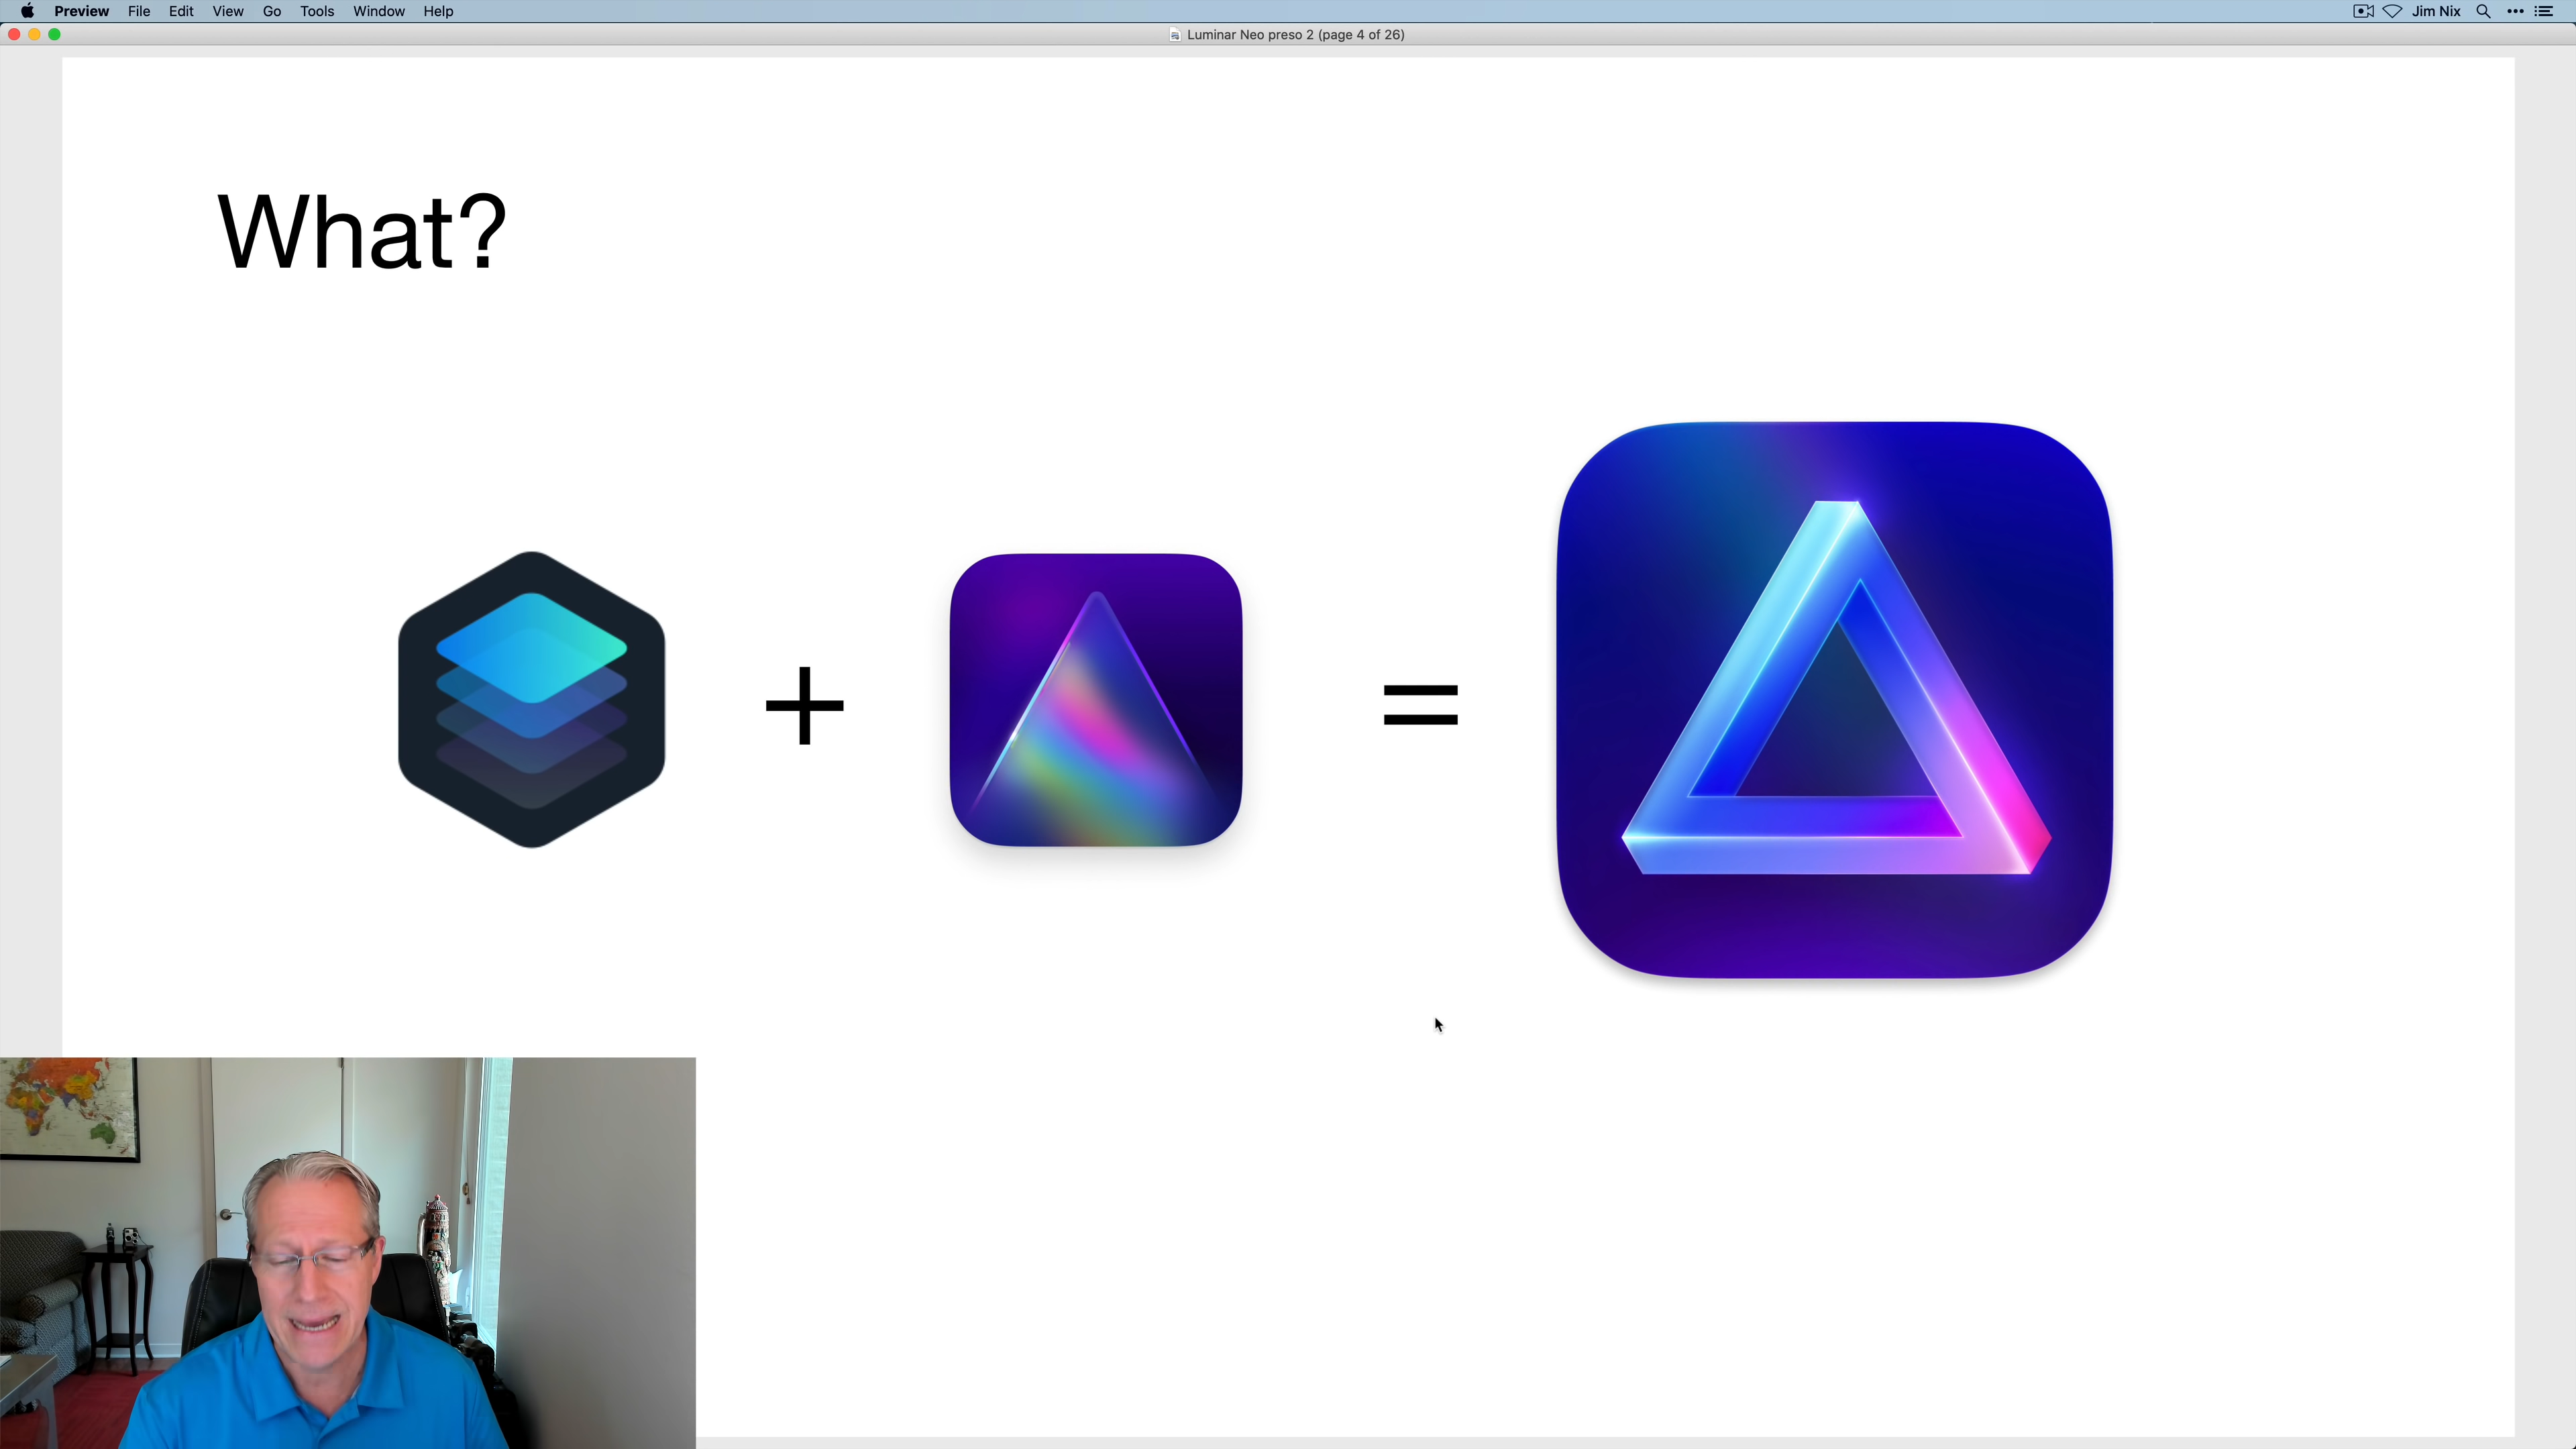 Preview File Edit View Go Tools Window Help Jim Nix
Luminar Neo preso 2 (page 4 of 26)
What?
+ =